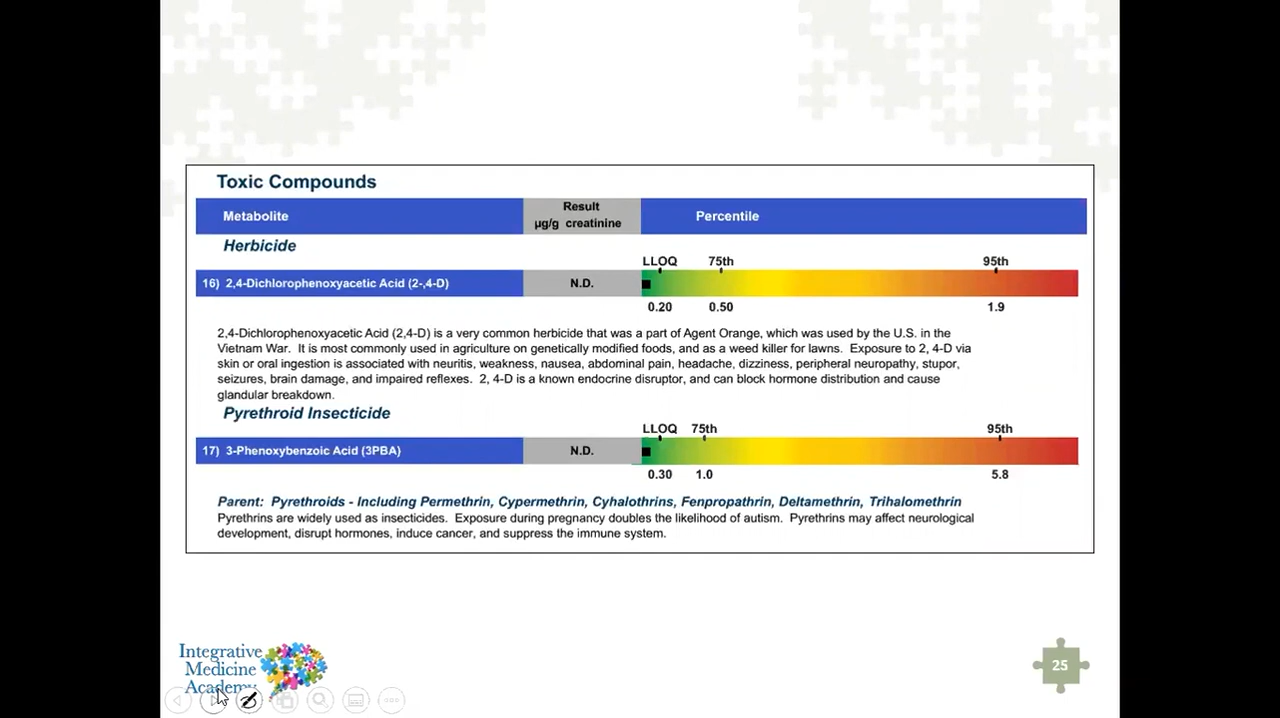 Toxic Compounds
Metabolite
Result
µg/g creatinine
Percentile
Herbicide
LLOQ 75th 95th
16) 2,4-Dichlorophenoxyacetic Acid (2-,4-D) N.D.
0.20 0.50 1.9
2,4-Dichlorophenoxyacetic Acid (2,4-D) is a very common herbicide that was a part of Agent Orange, which was used by the U.S. in the
Vietnam War. It is most commonly used in agriculture on genetically modified foods, and as a weed killer for lawns. Exposure to 2, 4-D via
skin or oral ingestion is associated with neuritis, weakness, nausea, abdominal pain, headache, dizziness, peripheral neuropathy, stupor,
seizures, brain damage, and impaired reflexes. 2, 4-D is a known endocrine disruptor, and can block hormone distribution and cause
glandular breakdown.
Pyrethroid Insecticide
LLOQ 75th 95th
17) 3-Phenoxybenzoic Acid (3PBA) N.D.
0.30 1.0 5.8
Parent: Pyrethroids - Including Permethrin, Cypermethrin, Cyhalothrins, Fenpropathrin, Deltamethrin, Trihalomethrin
Pyrethrins are widely used as insecticides. Exposure during pregnancy doubles the likelihood of autism. Pyrethrins may affect neurological
development, disrupt hormones, induce cancer, and suppress the immune system.
Integrative
Medicine
Academy
25